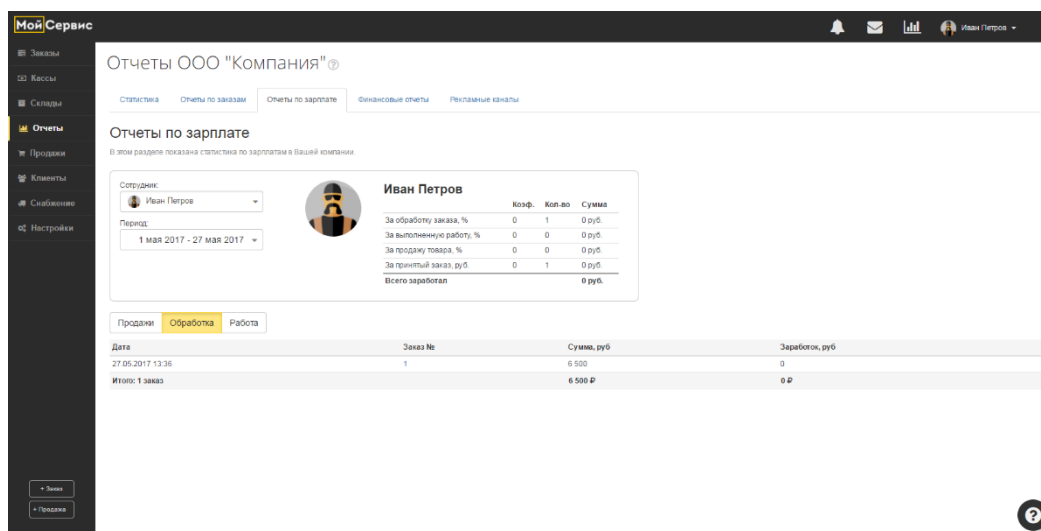 МойСервис
Иван Петров
Заказы
Кассы
Склады
Отчеты
Продажи
Клиенты
Снабжение
Настройки
+ Заказ
+ Продажа
Отчеты ООО "Компания"
Статистика Отчеты по заказам Отчеты по зарплате Финансовые отчеты Рекламные каналы
Отчеты по зарплате
В этом разделе показана статистика по зарплатам в Вашей компании.
Сотрудник:
Иван Петров
Период:
1 мая 2017 - 27 мая 2017
Иван Петров
Коэф. Кол-во Сумма
За обработку заказа, % 0 1 0 руб.
За выполненную работу, % 0 0 0 руб.
За продажу товара, % 0 0 0 руб.
За принятый заказ, руб. 0 1 0 руб.
Всего заработал 0 руб.
Продажи Обработка Работа
Дата Заказ № Сумма, руб Заработок, руб
27.05.2017 13:36 1 6 500 0
Итого: 1 заказ 6 500 ₽ 0 ₽